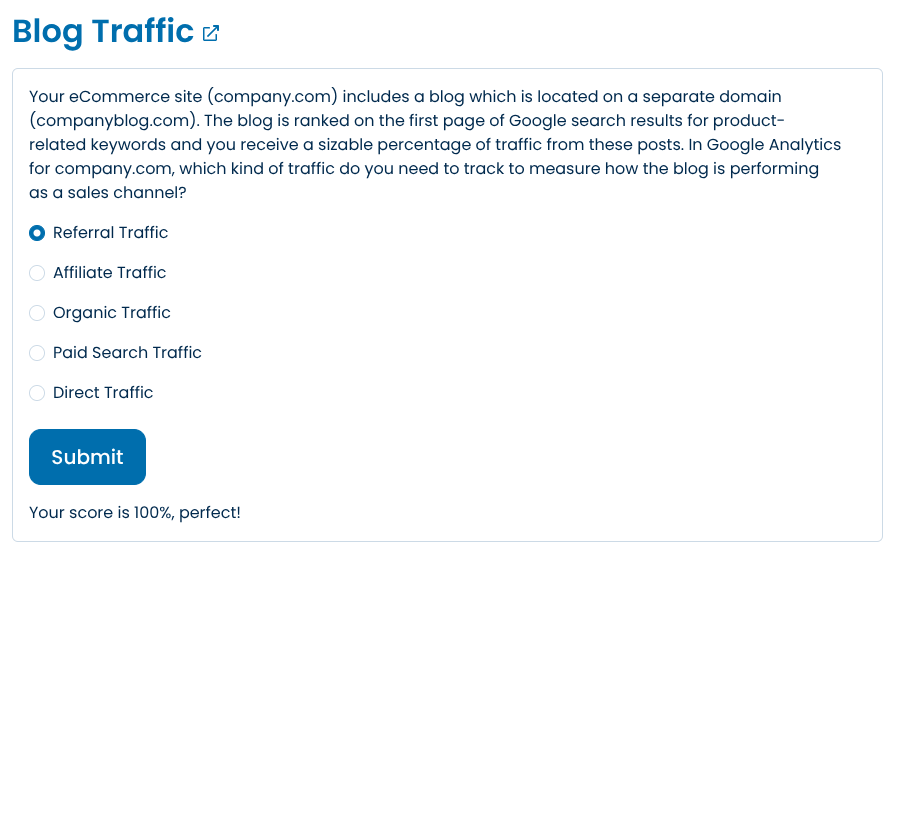 Blog Traffic
Your eCommerce site (company.com) includes a blog which is located on a separate domain
(companyblog.com). The blog is ranked on the first page of Google search results for product-
related keywords and you receive a sizable percentage of traffic from these posts. In Google Analytics
for company.com, which kind of traffic do you need to track to measure how the blog is performing
as a sales channel?
Referral Traffic
Affiliate Traffic
Organic Traffic
Paid Search Traffic
Direct Traffic
Submit
Your score is 100%, perfect!